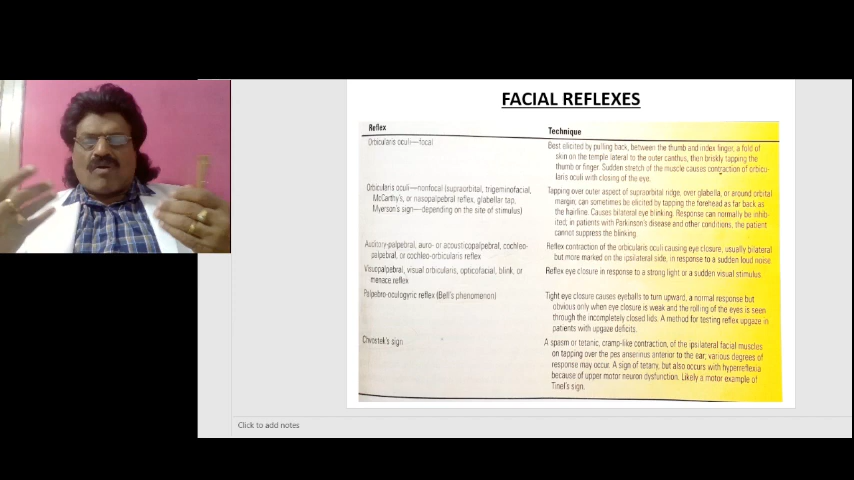 FACIAL REFLEXES
Reflex
Technique
Orbicularis oculi—focal
Best elicited by pulling back, between the thumb and index finger, a fold of
skin on the temple lateral to the outer canthus, then briskly tapping the
thumb or finger. Sudden stretch of the muscle causes contraction of orbicu-
laris oculi with closing of the eye.
Orbicularis oculi—nonfocal (supraorbital, trigeminofacial,
McCarthy's, or nasopalpebral reflex, glabellar tap,
Myerson's sign—depending on the site of stimulus)
Tapping over outer aspect of supraorbital ridge, over glabella, or around orbital
margin; can sometimes be elicited by tapping the forehead as far back as
the hairline. Causes bilateral eye blinking. Response can normally be inhib-
ited; in patients with Parkinson's disease and other conditions, the patient
cannot suppress the blinking.
Auditory-palpebral, auro- or acousticopalpebral, cochleo-
palpebral, or cochleo-orbicularis reflex
Reflex contraction of the orbicularis oculi causing eye closure, usually bilateral
but more marked on the ipsilateral side, in response to a sudden loud noise
Visuopalpebral, visual orbicularis, opticofacial, blink, or
menace reflex
Reflex eye closure in response to a strong light or a sudden visual stimulus.
Palpebro-oculogyric reflex (Bell's phenomenon)
Tight eye closure causes eyeballs to turn upward, a normal response but
obvious only when eye closure is weak and the rolling of the eyes is seen
through the incompletely closed lids. A method for testing reflex upgaze in
patients with upgaze deficits.
Chvostek's sign
A spasm or tetanic, cramp-like contraction, of the ipsilateral facial muscles
on tapping over the pes anserinus anterior to the ear; various degrees of
response may occur. A sign of tetany, but also occurs with hyperreflexia
because of upper motor neuron dysfunction. Likely a motor example of
Tinel's sign.
Click to add notes